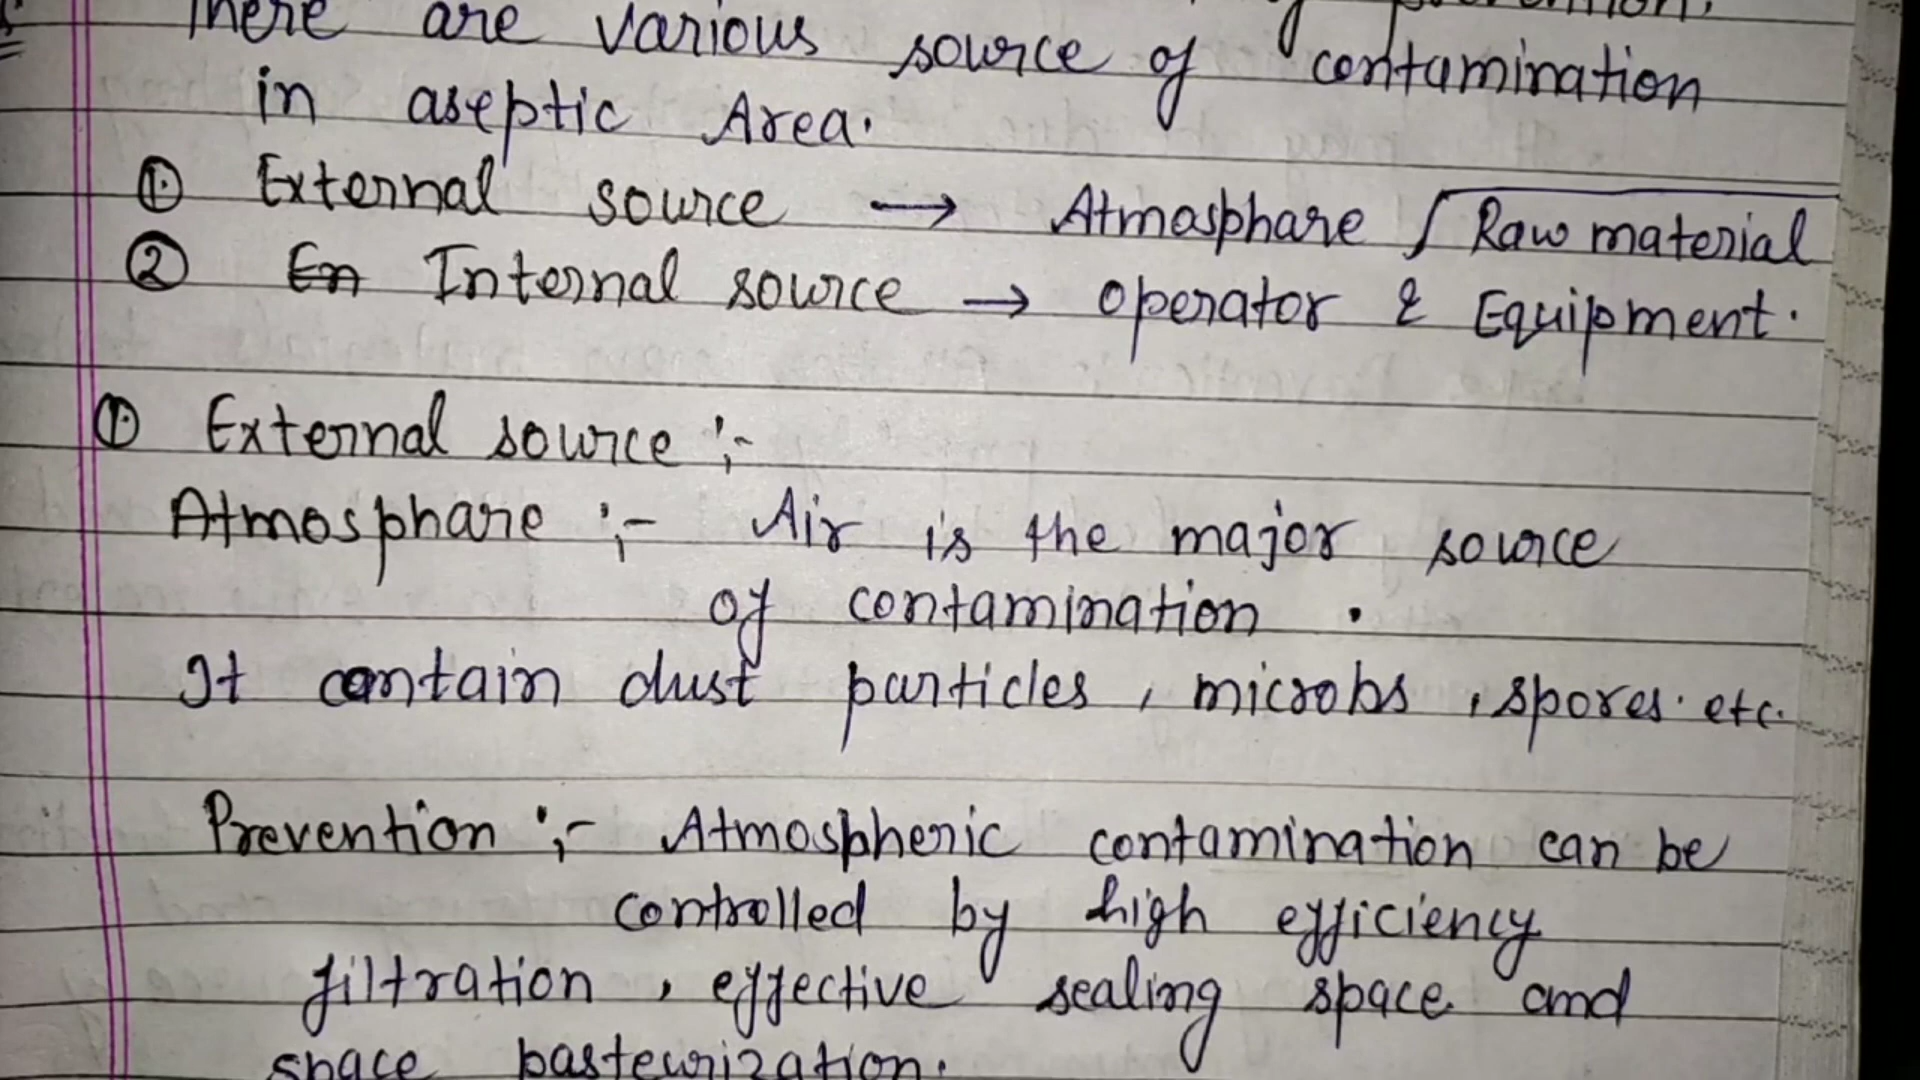 There are various source of contamination
in aseptic Area.
① External source → Atmosphare / Raw material
② En Internal source → operator & Equipment.
① External source :-
Atmosphare :- Air is the major source
of contamination .
It contain dust particles , microbs , spores. etc.
Prevention :- Atmospheric contamination can be
controlled by high efficiency
filtration , effective sealing space and
space pasteurization.